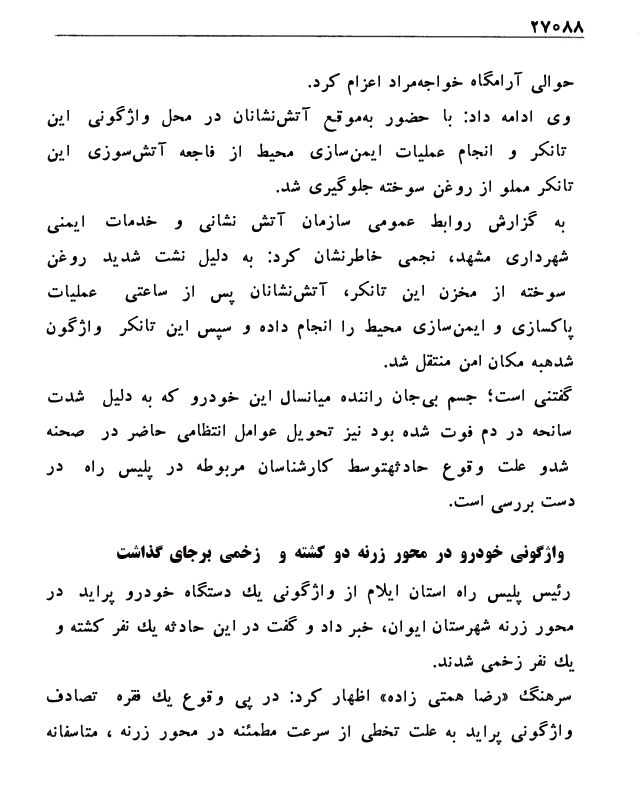 ۲۷۰۸۸
حوالی آرامگاه خواجه‌مراد اعزام کرد.
وی ادامه داد: با حضور به‌موقع آتش‌نشانان در محل واژگونی این
تانکر و انجام عملیات ایمن‌سازی محیط از فاجعه آتش‌سوزی این
تانکر مملو از روغن سوخته جلوگیری شد.
به گزارش روابط عمومی سازمان آتش نشانی و خدمات ایمنی
شهرداری مشهد، نجمی خاطرنشان کرد: به دلیل نشت شدید روغن
سوخته از مخزن این تانکر، آتش‌نشانان پس از ساعتی عملیات
پاکسازی و ایمن‌سازی محیط را انجام داده و سپس این تانکر واژگون
شدهبه مکان امن منتقل شد.
گفتنی است؛ جسم بی‌جان راننده میانسال این خودرو که به دلیل شدت
سانحه در دم فوت شده بود نیز تحویل عوامل انتظامی حاضر در صحنه
شدو علت وقوع حادثهتوسط کارشناسان مربوطه در پلیس راه در
دست بررسی است.
واژگونی خودرو در محور زرنه دو کشته و زخمی برجای گذاشت
رئیس پلیس راه استان ایلام از واژگونی یك دستگاه خودرو پراید در
محور زرنه شهرستان ایوان، خبر داد و گفت در این حادثه یك نفر کشته و
یك نفر زخمی شدند.
سرهنگ «رضا همتی زاده» اظهار کرد: در پی وقوع یك فقره تصادف
واژگونی پراید به علت تخطی از سرعت مطمئنه در محور زرنه ، متاسفانه